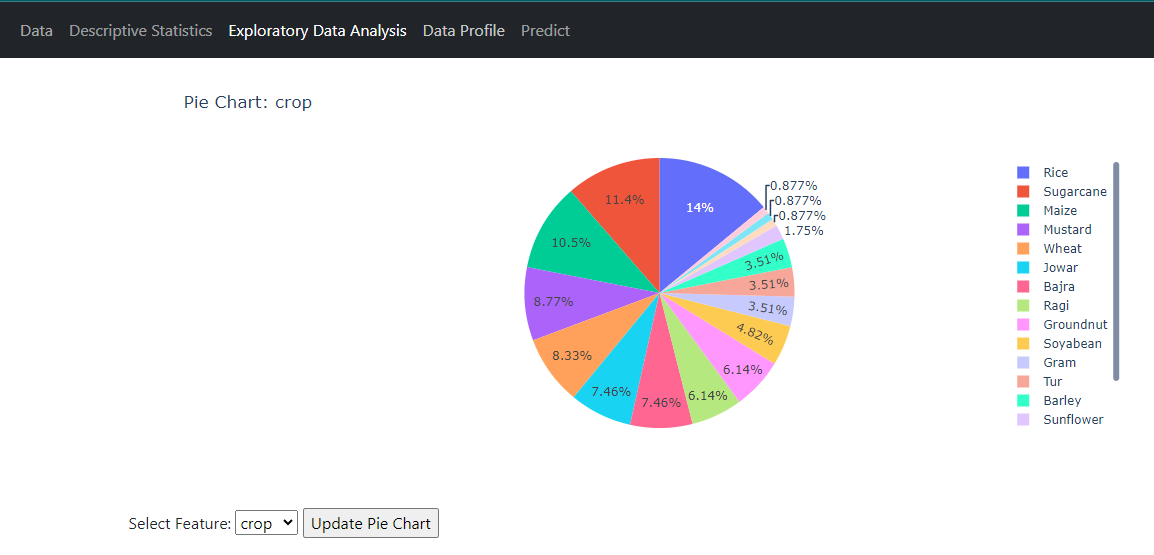 Data Descriptive Statistics Exploratory Data Analysis Data Profile Predict
Pie Chart: crop
14%
11.4%
10.5%
8.77%
8.33%
7.46%
7.46%
6.14%
6.14%
4.82%
3.51%
3.51%
3.51%
1.75%
0.877%
0.877%
0.877%
Rice
Sugarcane
Maize
Mustard
Wheat
Jowar
Bajra
Ragi
Groundnut
Soyabean
Gram
Tur
Barley
Sunflower
Select Feature: crop Update Pie Chart